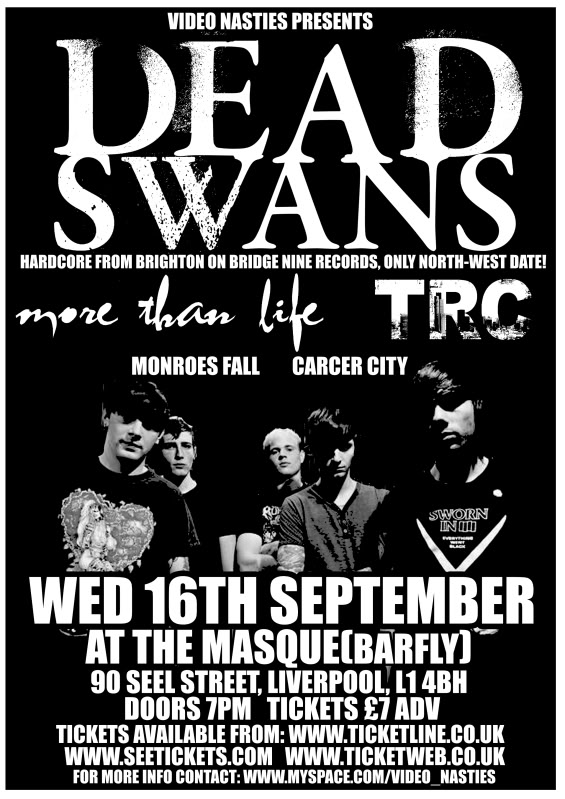 VIDEO NASTIES PRESENTS
DEAD
SWANS
HARDCORE FROM BRIGHTON ON BRIDGE NINE RECORDS, ONLY NORTH-WEST DATE!
more than life TRC
MONROES FALL CARCER CITY
SWORN
IN
EVERYTHING
WENT
BLACK
WED 16TH SEPTEMBER
AT THE MASQUE(BARFLY)
90 SEEL STREET, LIVERPOOL, L1 4BH
DOORS 7PM TICKETS £7 ADV
TICKETS AVAILABLE FROM: WWW.TICKETLINE.CO.UK
WWW.SEETICKETS.COM WWW.TICKETWEB.CO.UK
FOR MORE INFO CONTACT: WWW.MYSPACE.COM/VIDEO_NASTIES